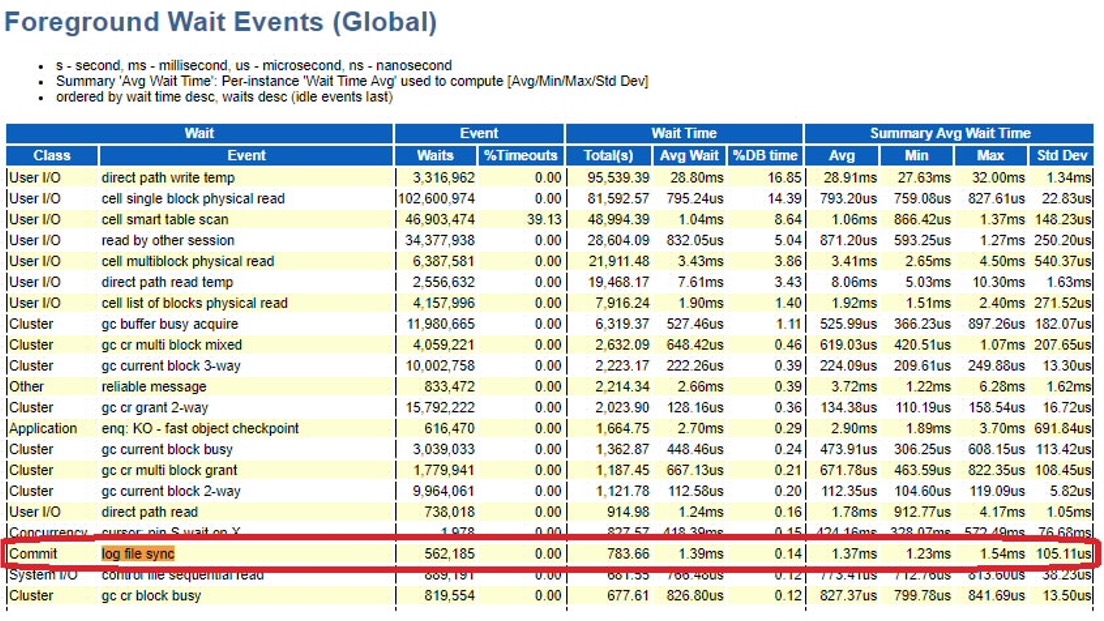 Foreground Wait Events (Global)
• s - second, ms - millisecond, us - microsecond, ns - nanosecond
• Summary 'Avg Wait Time': Per-instance 'Wait Time Avg' used to compute [Avg/Min/Max/Std Dev]
• ordered by wait time desc, waits desc (idle events last)
Wait Event Wait Time Summary Avg Wait Time
Class Event Waits %Timeouts Total(s) Avg Wait %DB time Avg Min Max Std Dev
User I/O direct path write temp 3,316,962 0.00 95,539.39 28.80ms 16.85 28.91ms 27.63ms 32.00ms 1.34ms
User I/O cell single block physical read 102,600,974 0.00 81,592.57 795.24us 14.39 793.20us 759.08us 827.61us 22.83us
User I/O cell smart table scan 46,903,474 39.13 48,994.39 1.04ms 8.64 1.06ms 866.42us 1.37ms 148.23us
User I/O read by other session 34,377,938 0.00 28,604.09 832.05us 5.04 871.20us 593.25us 1.27ms 250.20us
User I/O cell multiblock physical read 6,387,581 0.00 21,911.48 3.43ms 3.86 3.41ms 2.65ms 4.50ms 540.37us
User I/O direct path read temp 2,556,632 0.00 19,468.17 7.61ms 3.43 8.06ms 5.03ms 10.30ms 1.63ms
User I/O cell list of blocks physical read 4,157,996 0.00 7,916.24 1.90ms 1.40 1.92ms 1.51ms 2.40ms 271.52us
Cluster gc buffer busy acquire 11,980,665 0.00 6,319.37 527.46us 1.11 525.99us 366.23us 897.26us 182.07us
Cluster gc cr multi block mixed 4,059,221 0.00 2,632.09 648.42us 0.46 619.03us 420.51us 1.07ms 207.65us
Cluster gc current block 3-way 10,002,758 0.00 2,223.17 222.26us 0.39 224.09us 209.61us 249.88us 13.30us
Other reliable message 833,472 0.00 2,214.34 2.66ms 0.39 3.72ms 1.22ms 6.28ms 1.62ms
Cluster gc cr grant 2-way 15,792,222 0.00 2,023.90 128.16us 0.36 134.38us 110.19us 158.54us 16.72us
Application enq: KO - fast object checkpoint 616,470 0.00 1,664.75 2.70ms 0.29 2.90ms 1.89ms 3.70ms 691.84us
Cluster gc current block busy 3,039,033 0.00 1,362.87 448.46us 0.24 473.91us 306.25us 608.15us 113.42us
Cluster gc cr multi block grant 1,779,941 0.00 1,187.45 667.13us 0.21 671.78us 463.59us 822.35us 108.45us
Cluster gc current block 2-way 9,964,061 0.00 1,121.78 112.58us 0.20 112.35us 104.60us 119.09us 5.82us
User I/O direct path read 738,018 0.00 914.98 1.24ms 0.16 1.78ms 912.77us 4.17ms 1.05ms
Concurrency cursor: pin S wait on X 1,978 0.00 827.57 418.39ms 0.15 424.16ms 328.07ms 572.49ms 76.68ms
Commit log file sync 562,185 0.00 783.66 1.39ms 0.14 1.37ms 1.23ms 1.54ms 105.11us
System I/O control file sequential read 889,191 0.00 681.55 766.48us 0.12 773.41us 712.76us 813.60us 38.23us
Cluster gc cr block busy 819,554 0.00 677.61 826.80us 0.12 827.37us 799.78us 841.69us 13.50us